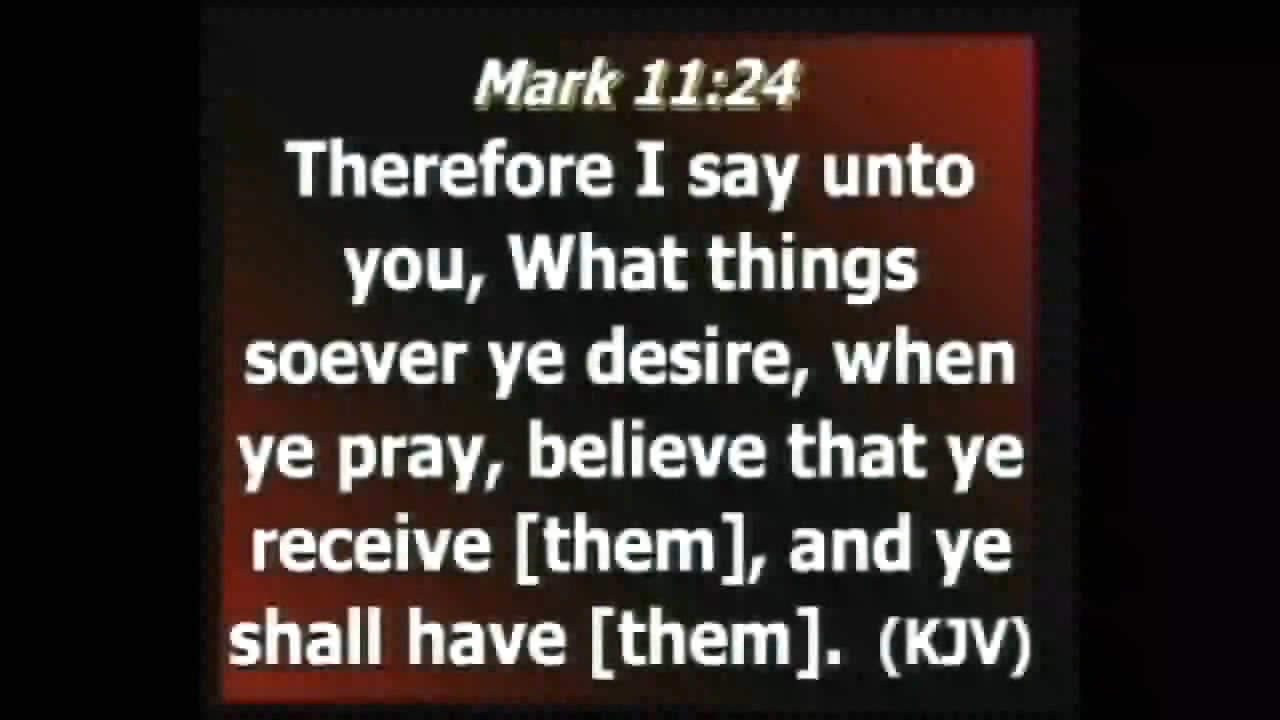 Mark 11:24
Therefore I say unto
you, What things
soever ye desire, when
ye pray, believe that ye
receive [them], and ye
shall have [them]. (KJV)